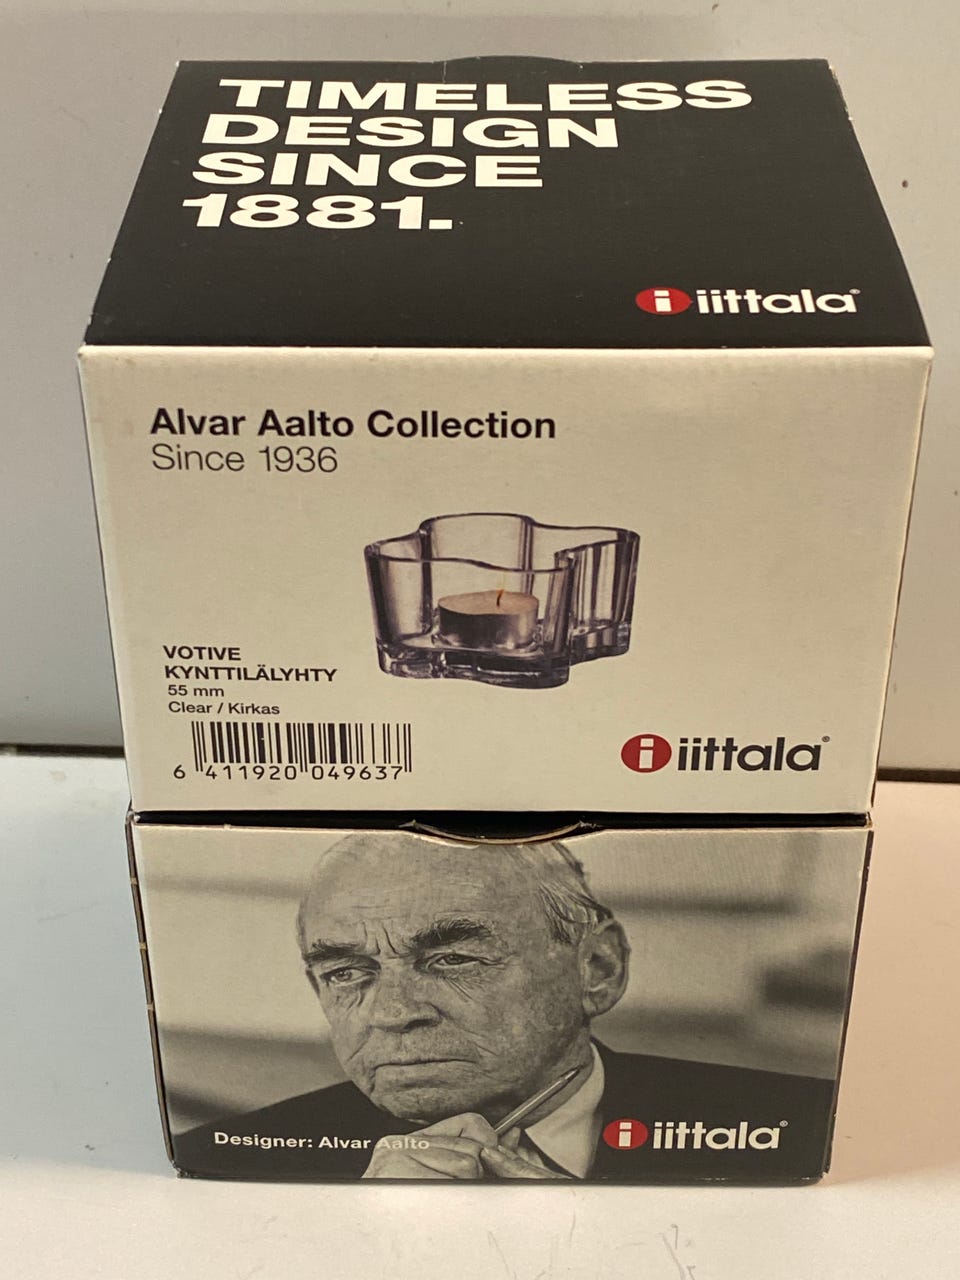 TIMELESS
DESIGN
SINCE
1881.
i iittala®
Alvar Aalto Collection
Since 1936
VOTIVE
KYNTTILÄLYHTY
55 mm
Clear / Kirkas
6 411920 049637
i iittala®
Designer: Alvar Aalto
i iittala®